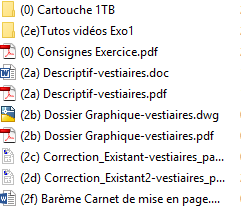 (0) Cartouche 1TB
(2e)Tutos vidéos Exo1
(0) Consignes Exercice.pdf
(2a) Descriptif-vestiaires.doc
(2a) Descriptif-vestiaires.pdf
(2b) Dossier Graphique-vestiaires.dwg
(2b) Dossier Graphique-vestiaires.pdf
(2c) Correction_Existant-vestiaires_pa...
(2d) Correction_Existant2-vestiaires_p...
(2f) Barème Carnet de mise en page....